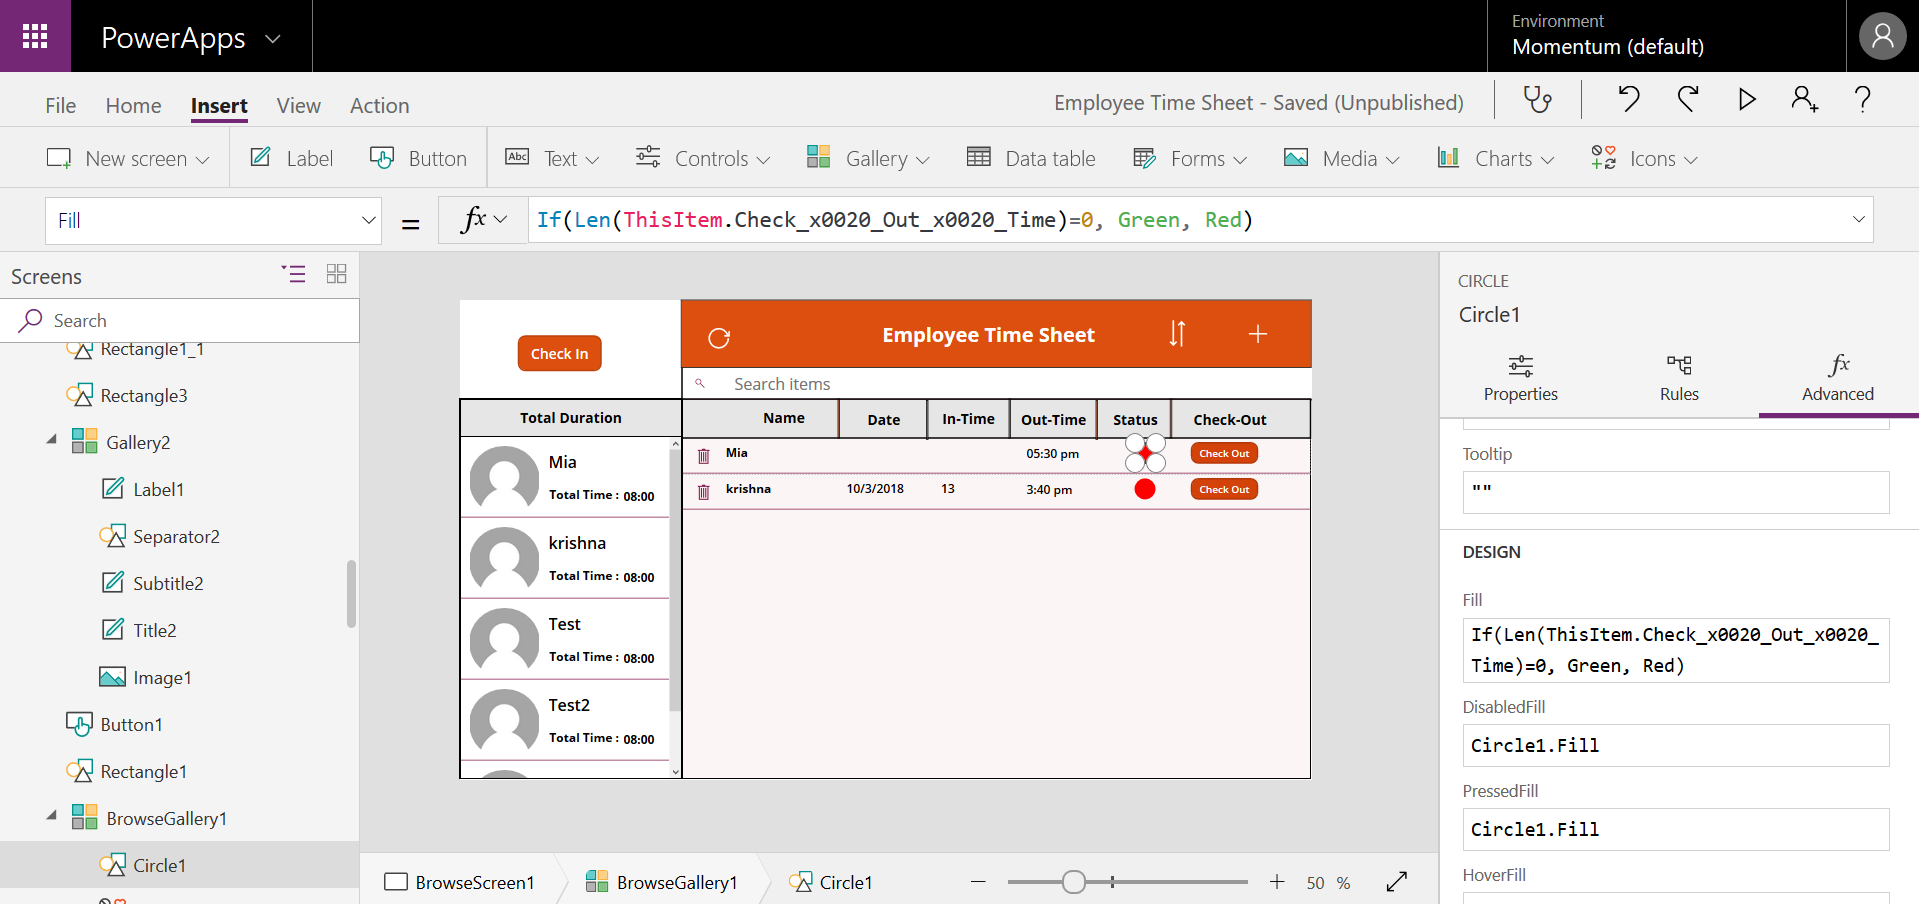 PowerApps
Environment
Momentum (default)
File Home Insert View Action
Employee Time Sheet - Saved (Unpublished)
New screen Label Button Abc Text Controls Gallery Data table Forms Media Charts Icons
Fill = fx If(Len(ThisItem.Check_x0020_Out_x0020_Time)=0, Green, Red)
Screens
Search
Rectangle1_1
Rectangle3
Gallery2
Label1
Separator2
Subtitle2
Title2
Image1
Button1
Rectangle1
BrowseGallery1
Circle1
Check In
Employee Time Sheet
Search items
Total Duration
Name Date In-Time Out-Time Status Check-Out
Mia
Total Time : 08:00
krishna
Total Time : 08:00
Test
Total Time : 08:00
Test2
Total Time : 08:00
Mia 05:30 pm Check Out
krishna 10/3/2018 13 3:40 pm Check Out
BrowseScreen1 BrowseGallery1 Circle1
50 %
CIRCLE
Circle1
Properties Rules fx Advanced
Tooltip
""
DESIGN
Fill
If(Len(ThisItem.Check_x0020_Out_x0020_
Time)=0, Green, Red)
DisabledFill
Circle1.Fill
PressedFill
Circle1.Fill
HoverFill